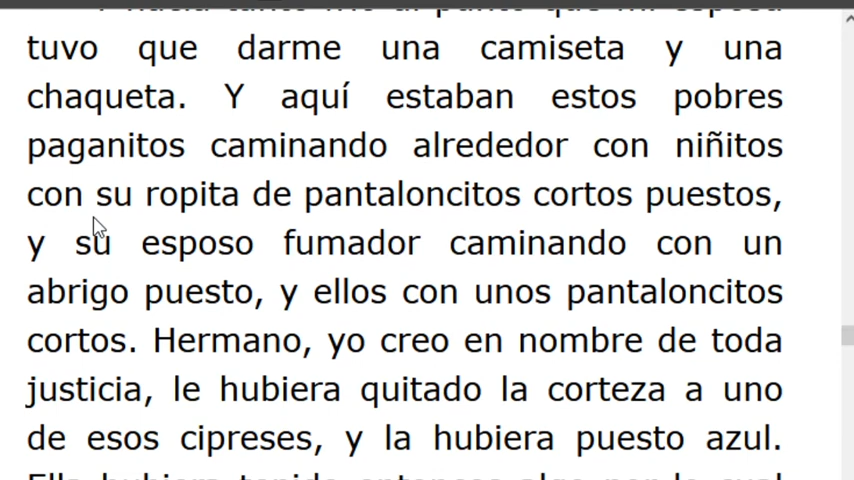 tuvo que darme una camiseta y una
chaqueta. Y aquí estaban estos pobres
paganitos caminando alrededor con niñitos
con su ropita de pantaloncitos cortos puestos,
y su esposo fumador caminando con un
abrigo puesto, y ellos con unos pantaloncitos
cortos. Hermano, yo creo en nombre de toda
justicia, le hubiera quitado la corteza a uno
de esos cipreses, y la hubiera puesto azul.